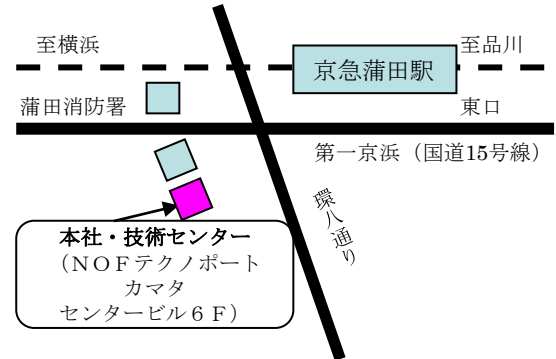 至横浜
至品川
京急蒲田駅
蒲田消防署
東口
第一京浜（国道15号線）
環八通り
本社・技術センター
（ＮＯＦテクノポート
カマタ
センタービル６Ｆ）